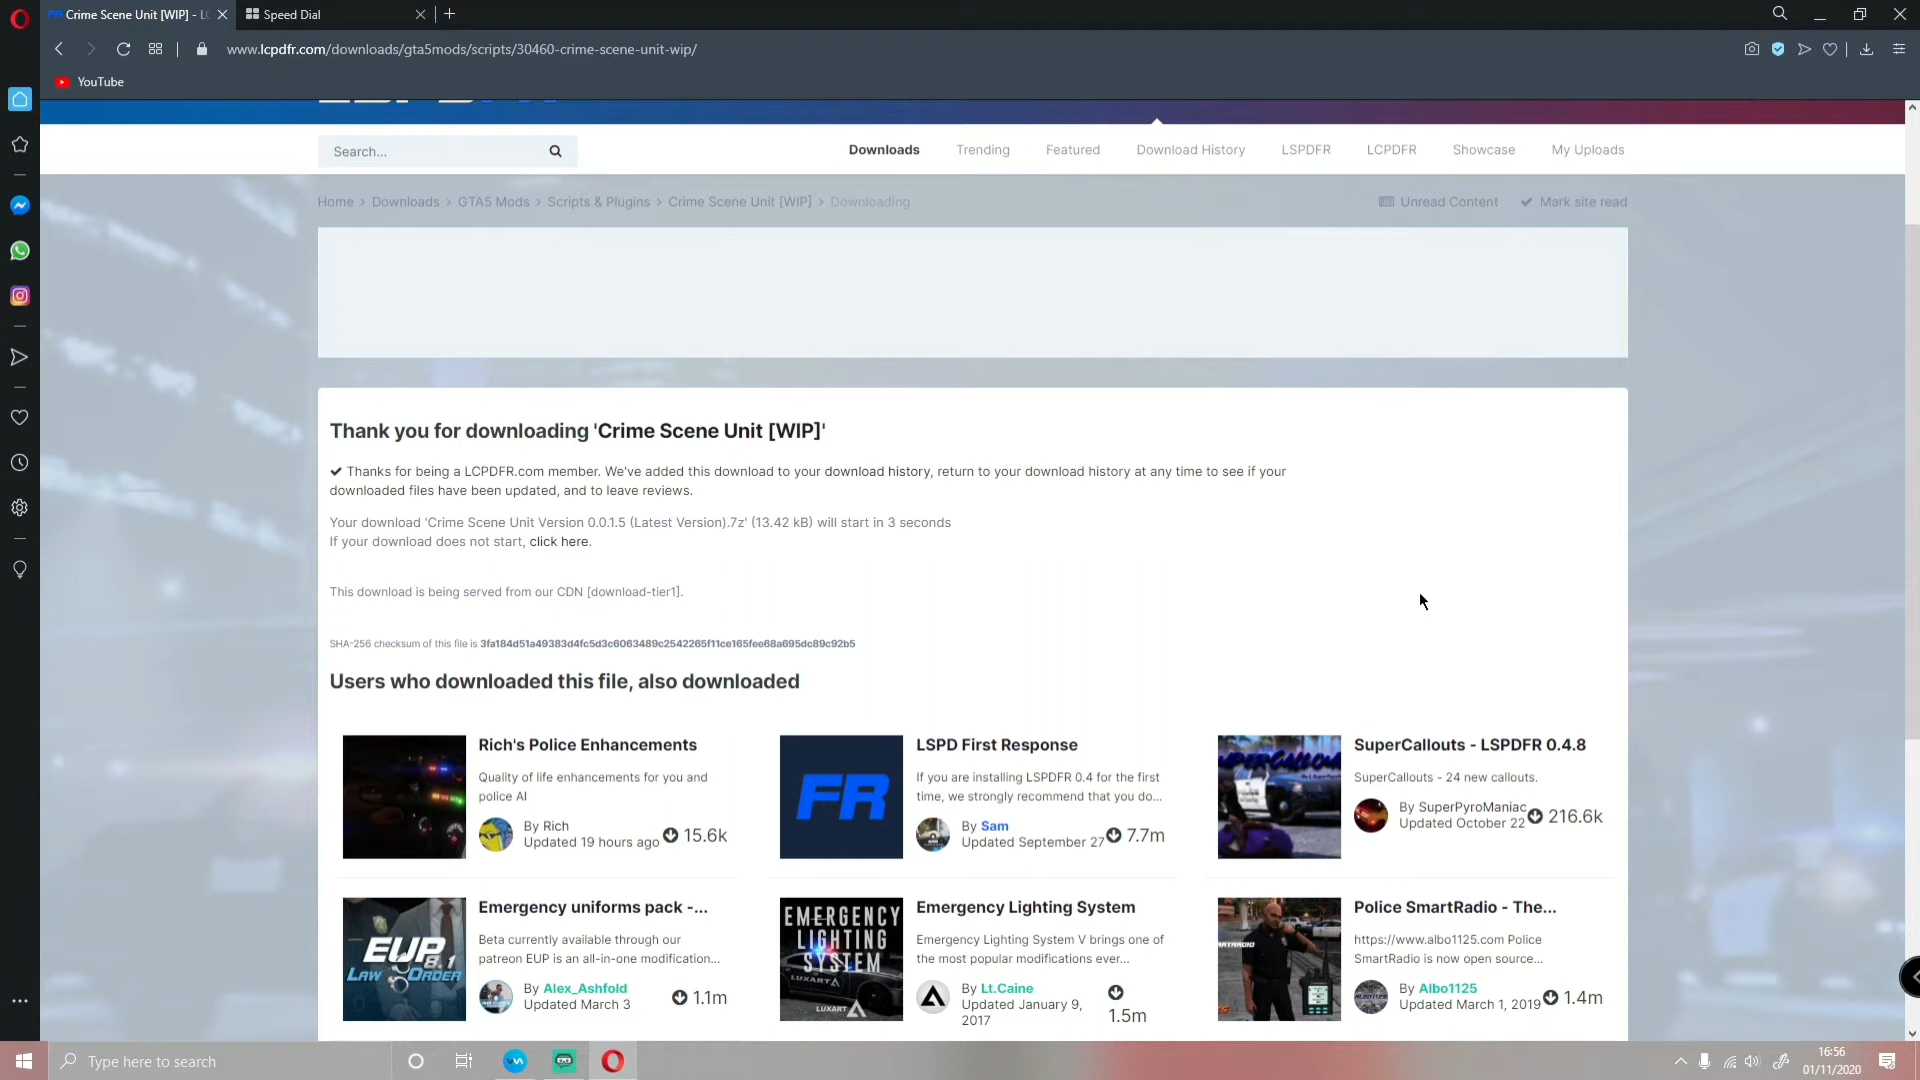 Crime Scene Unit [WIP] - LC
Speed Dial
www.lcpdfr.com/downloads/gta5mods/scripts/30460-crime-scene-unit-wip/
YouTube
Search...
Downloads
Trending
Featured
Download History
LSPDFR
LCPDFR
Showcase
My Uploads
Home > Downloads > GTA5 Mods > Scripts & Plugins > Crime Scene Unit [WIP] > Downloading
Unread Content
Mark site read
Thank you for downloading 'Crime Scene Unit [WIP]'
Thanks for being a LCPDFR.com member. We've added this download to your download history, return to your download history at any time to see if your
downloaded files have been updated, and to leave reviews.
Your download 'Crime Scene Unit Version 0.0.1.5 (Latest Version).7z' (13.42 kB) will start in 3 seconds
If your download does not start, click here.
This download is being served from our CDN [download-tier1].
SHA-256 checksum of this file is 3fa184d51a49383d4fc5d3c6063489c2542265f11ce165fee68a695dc89c92b5
Users who downloaded this file, also downloaded
Rich's Police Enhancements
Quality of life enhancements for you and
police AI
By Rich
Updated 19 hours ago
15.6k
FR
LSPD First Response
If you are installing LSPDFR 0.4 for the first
time, we strongly recommend that you do...
By Sam
Updated September 27
7.7m
SuperCallouts - LSPDFR 0.4.8
SuperCallouts - 24 new callouts.
By SuperPyroManiac
Updated October 22
216.6k
EUP 8.1
LAW ORDER
Emergency uniforms pack -...
Beta currently available through our
patreon EUP is an all-in-one modification...
By Alex_Ashfold
Updated March 3
1.1m
EMERGENCY
LIGHTING
SYSTEM
LUXART
LUXART
Emergency Lighting System
Emergency Lighting System V brings one of
the most popular modifications ever...
By Lt.Caine
Updated January 9,
2017
1.5m
Police SmartRadio - The...
https://www.albo1125.com Police
SmartRadio is now open source...
By Albo1125
Updated March 1, 2019
1.4m
Type here to search
16:56
01/11/2020